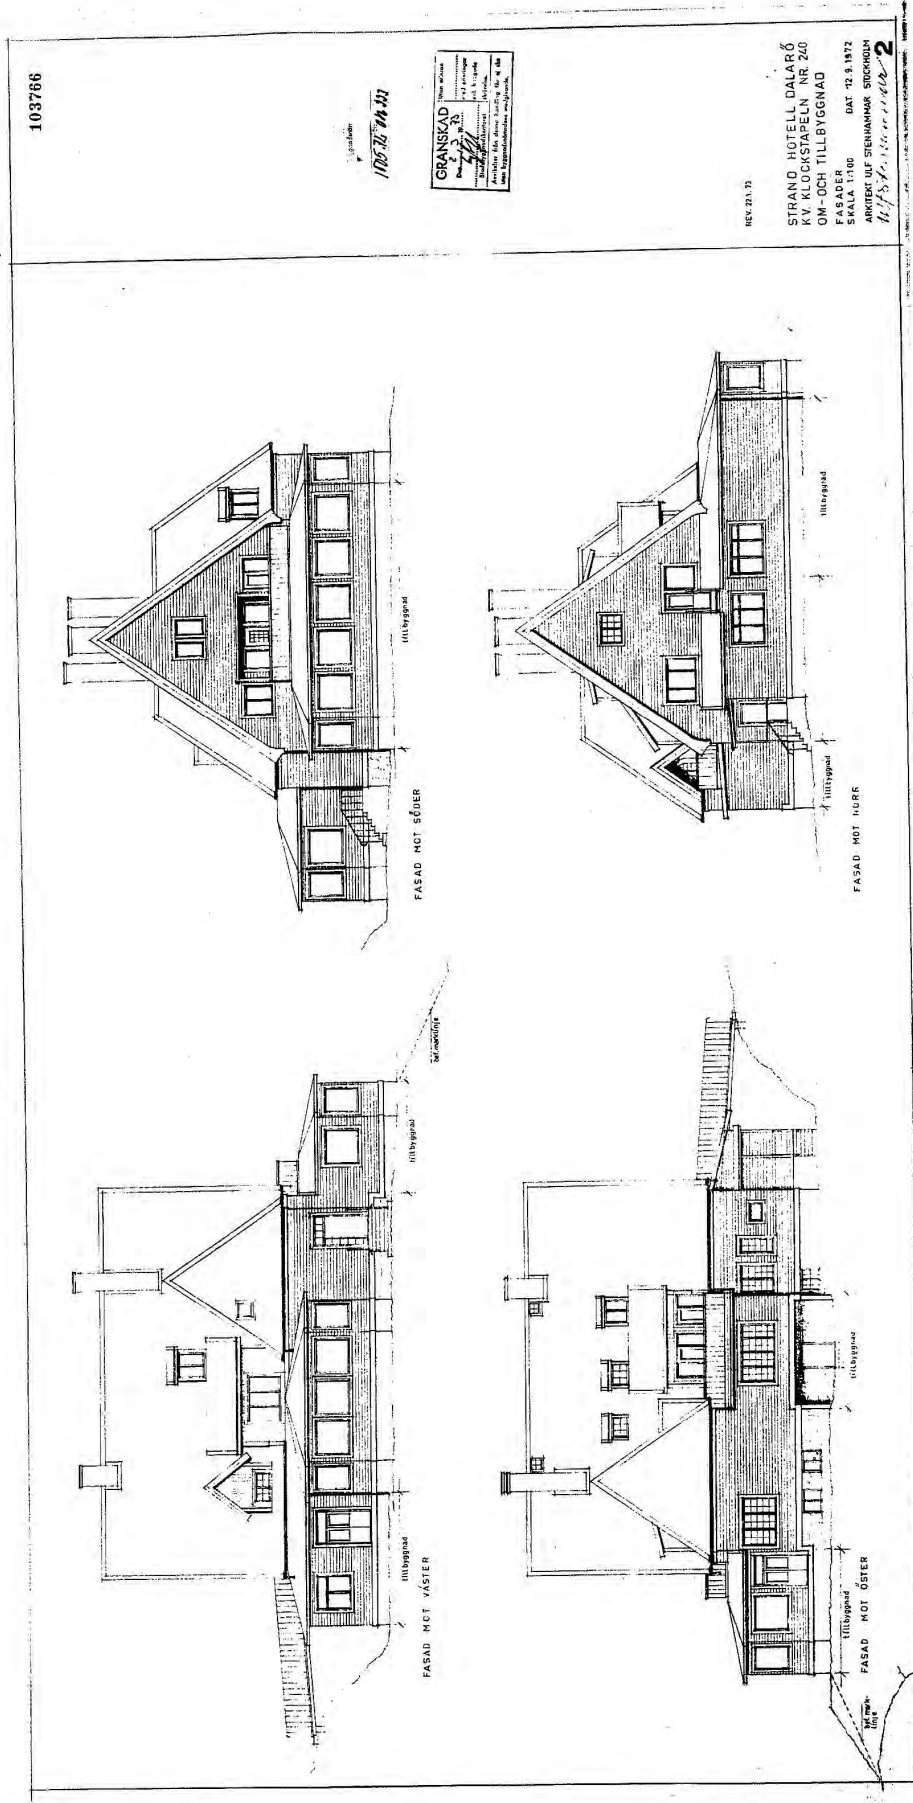 103766
GRANSKAD
REV. 22.1.73
STRAND HOTELL DALARÖ
KV. KLOCKSTAPELN NR. 240
OM-OCH TILLBYGGNAD
FASADER
SKALA 1:100 DAT. 12.9.1972
ARKITEKT ULF STENHAMMAR STOCKHOLM
2
tillbyggnad
FASAD MOT SÖDER
tillbyggnad
tillbyggnad
FASAD MOT NORR
bef. marklinje
tillbyggnad
tillbyggnad
FASAD MOT VÄSTER
tillbyggnad
tillbyggnad
FASAD MOT ÖSTER
bef. mark-
linje